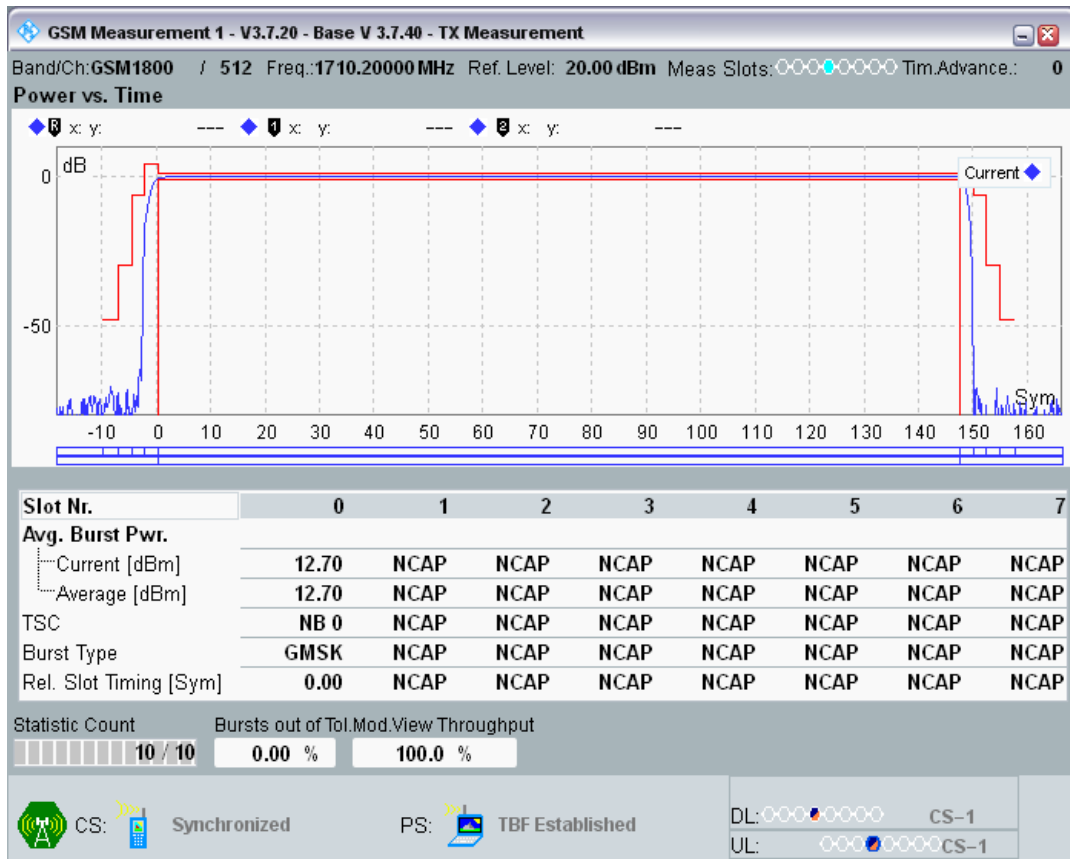 GSM Measurement 1 - V3.7.20 - Base V 3.7.40 - TX Measurement
Band/Ch:GSM1800 / 512 Freq.:1710.20000 MHz Ref. Level: 20.00 dBm Meas Slots: Tim.Advance.: 0
Power vs. Time
R x: y: --- 1 x: y: --- 2 x: y: ---
dB
Current
0
-50
Sym
-10 0 10 20 30 40 50 60 70 80 90 100 110 120 130 140 150 160
Slot Nr. 0 1 2 3 4 5 6 7
Avg. Burst Pwr.
Current [dBm] 12.70 NCAP NCAP NCAP NCAP NCAP NCAP NCAP
Average [dBm] 12.70 NCAP NCAP NCAP NCAP NCAP NCAP NCAP
TSC NB 0 NCAP NCAP NCAP NCAP NCAP NCAP NCAP
Burst Type GMSK NCAP NCAP NCAP NCAP NCAP NCAP NCAP
Rel. Slot Timing [Sym] 0.00 NCAP NCAP NCAP NCAP NCAP NCAP NCAP
Statistic Count Bursts out of Tol.Mod.View Throughput
10 / 10 0.00 % 100.0 %
CS: Synchronized PS: TBF Established DL: CS-1
UL: CS-1